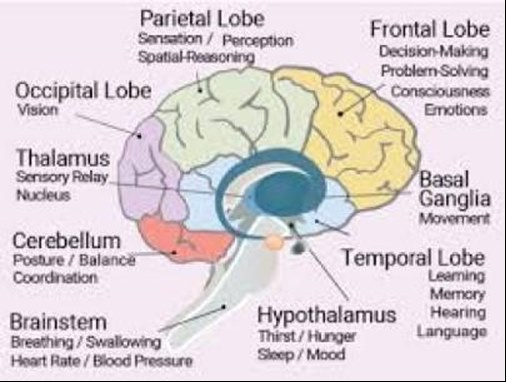 Parietal Lobe
Sensation / Perception
Spatial-Reasoning
Frontal Lobe
Decision-Making
Problem-Solving
Consciousness
Emotions
Occipital Lobe
Vision
Thalamus
Sensory Relay
Nucleus
Basal
Ganglia
Movement
Cerebellum
Posture / Balance
Coordination
Temporal Lobe
Learning
Memory
Hearing
Language
Brainstem
Breathing / Swallowing
Heart Rate / Blood Pressure
Hypothalamus
Thirst / Hunger
Sleep / Mood